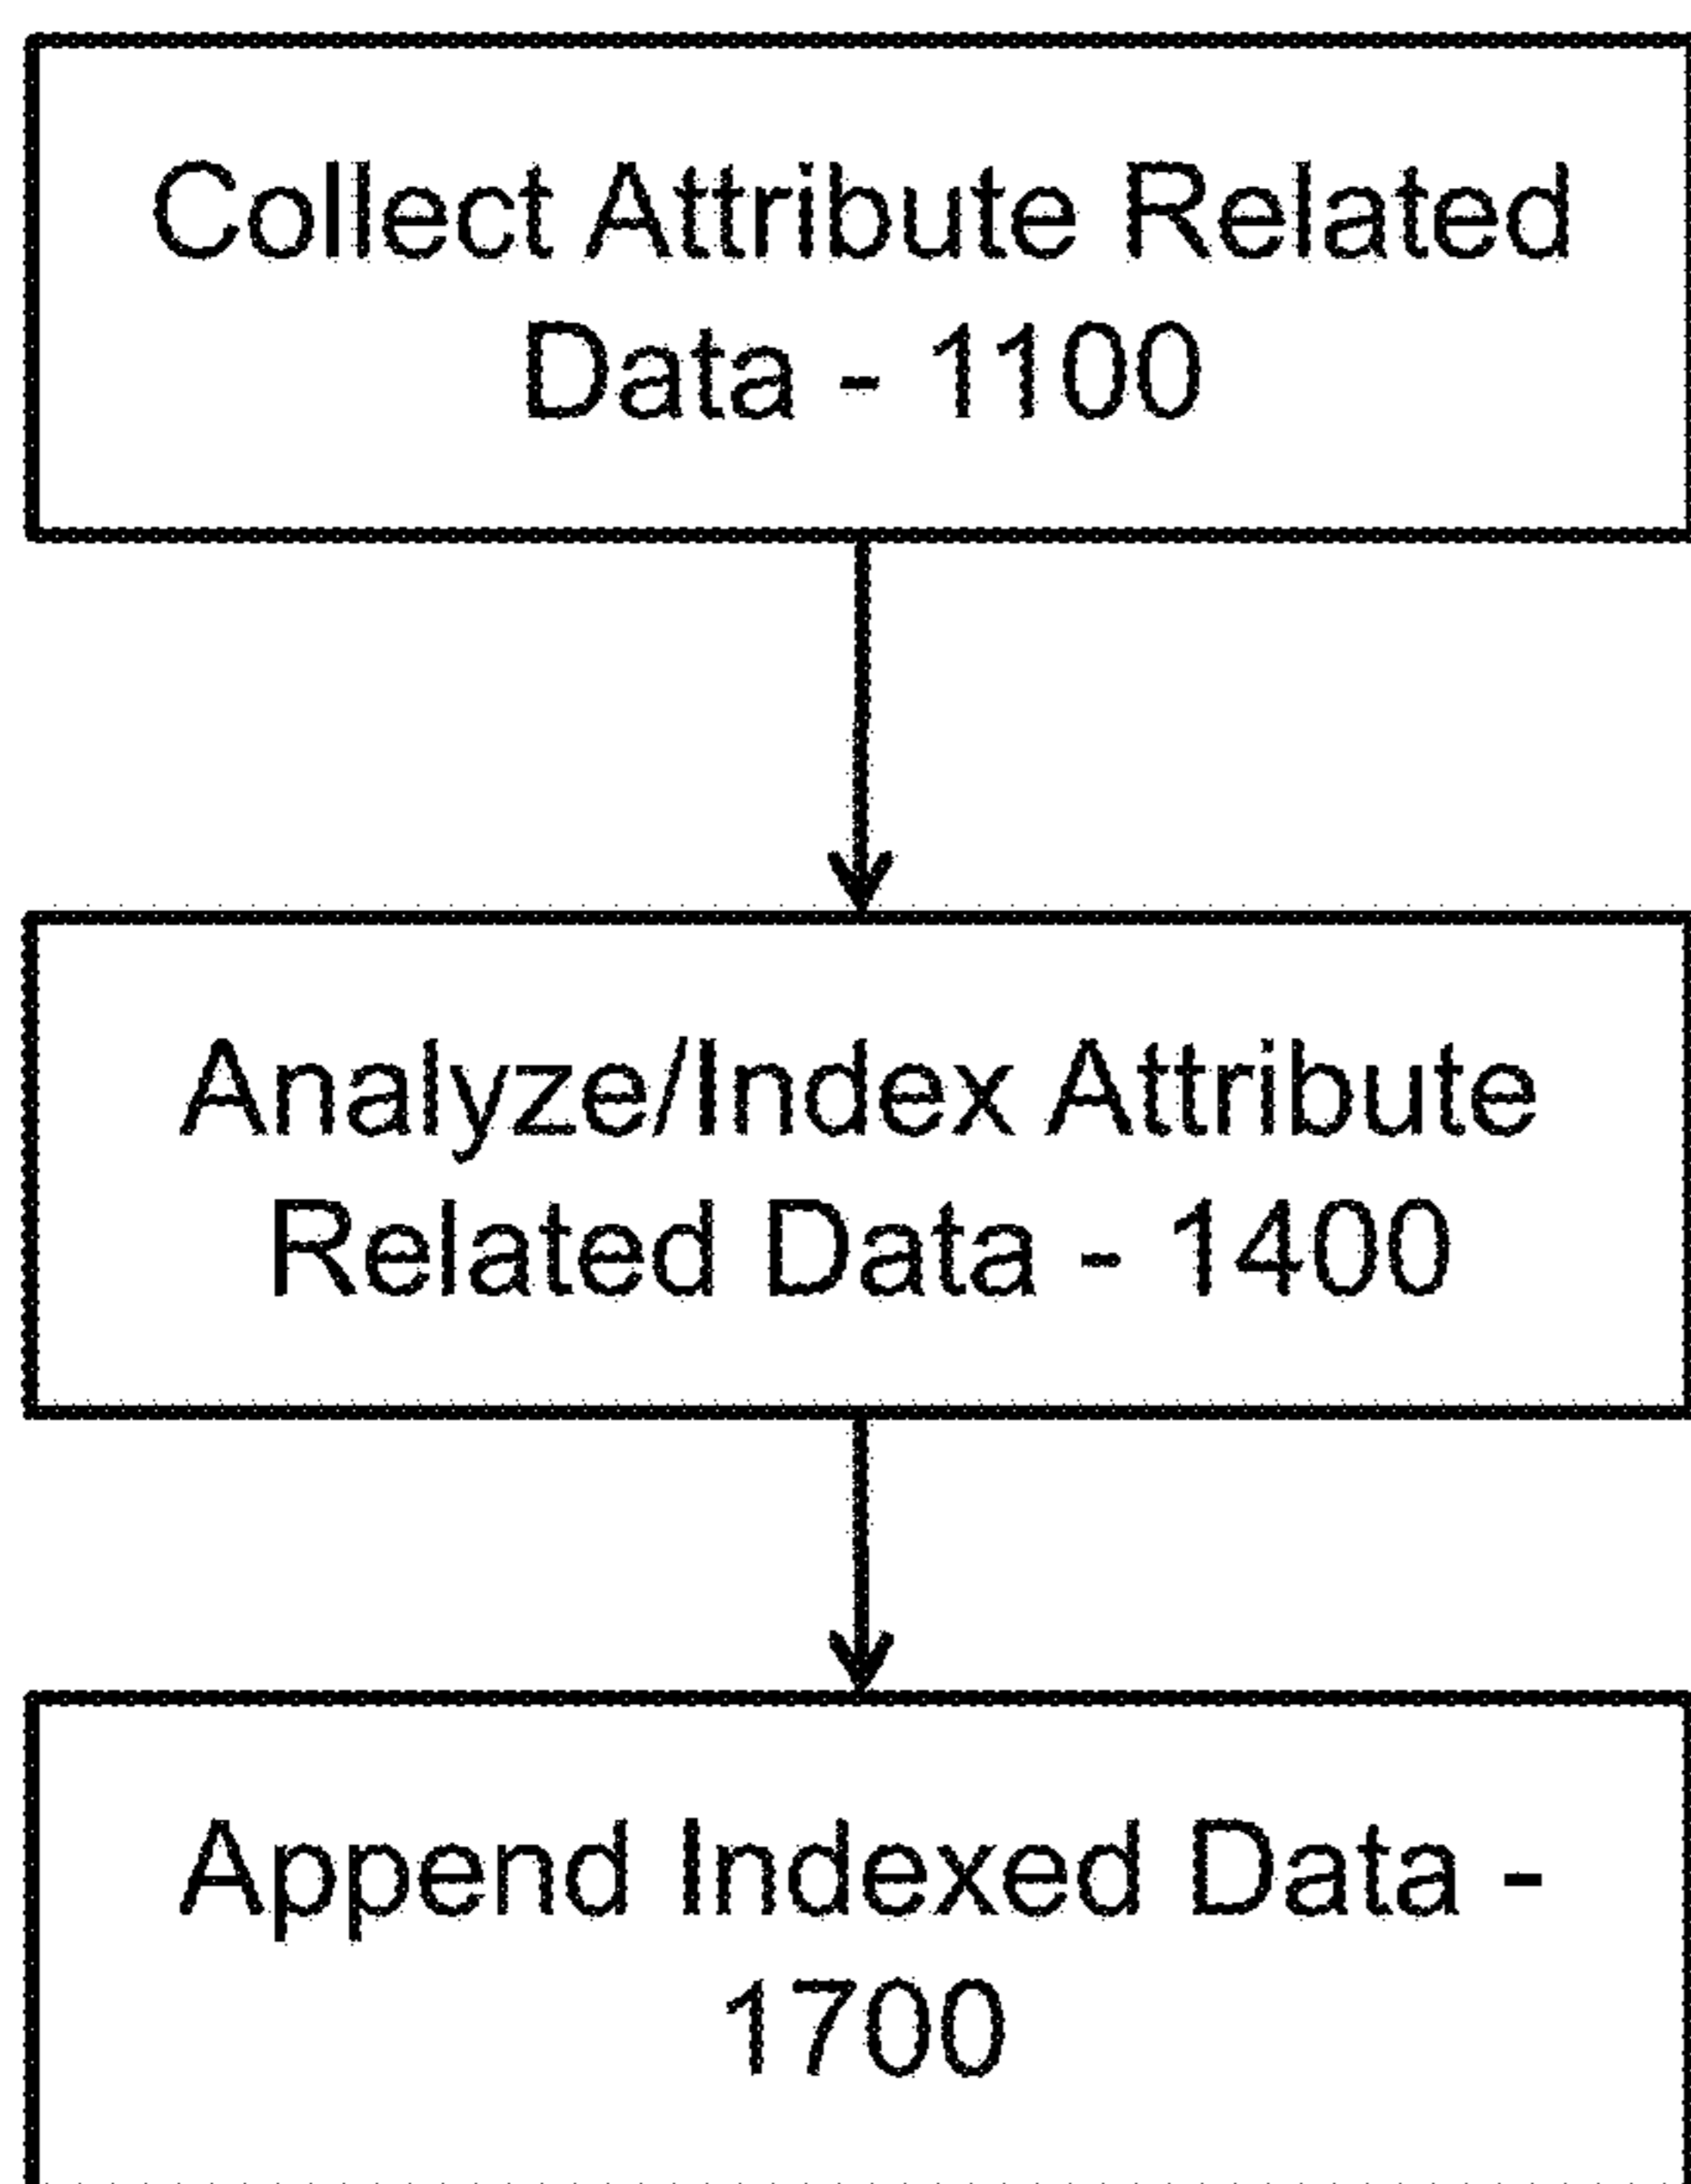 Collect Attribute Related
Data - 1100
Analyze/Index Attribute
Related Data - 1400
Append Indexed Data -
1700